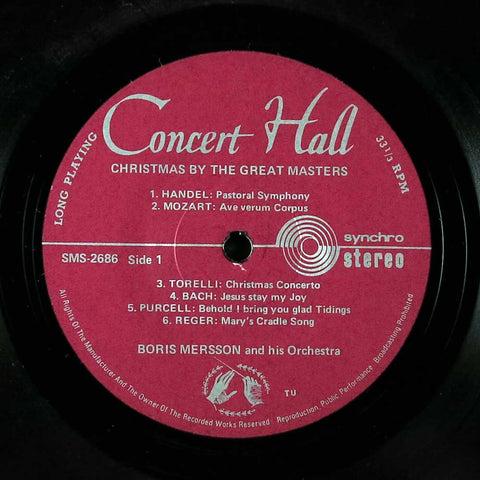 LONG PLAYING
Concert Hall
33 1/3 RPM
CHRISTMAS BY THE GREAT MASTERS
1. HANDEL: Pastoral Symphony
2. MOZART: Ave verum Corpus
SMS-2686 Side 1
synchro
stereo
3. TORELLI: Christmas Concerto
4. BACH: Jesus stay my Joy
5. PURCELL: Behold I bring you glad Tidings
6. REGER: Mary's Cradle Song
BORIS MERSSON and his Orchestra
TU
All Rights Of The Manufacturer And The Owner Of The Recorded Works Reserved Reproduction, Public Performance, Broadcasting Prohibited